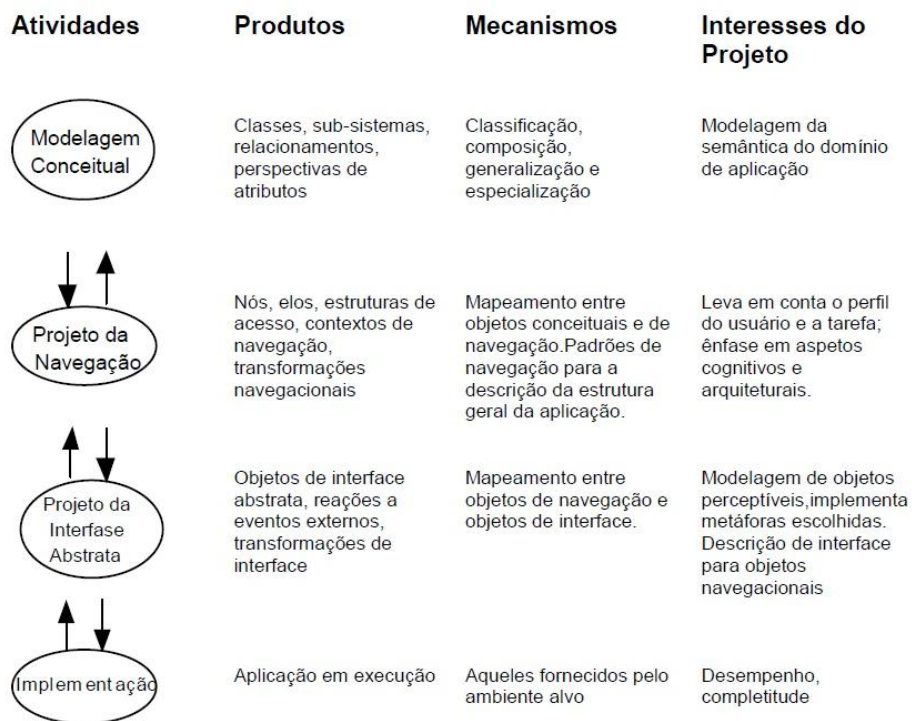 Atividades
Produtos
Mecanismos
Interesses do
Projeto
Modelagem
Conceitual
Classes, sub-sistemas,
relacionamentos,
perspectivas de
atributos
Classificação,
composição,
generalização e
especialização
Modelagem da
semântica do domínio
de aplicação
Projeto da
Navegação
Nós, elos, estruturas de
acesso, contextos de
navegação,
transformações
navegacionais
Mapeamento entre
objetos conceituais e de
navegação.Padrões de
navegação para a
descrição da estrutura
geral da aplicação.
Leva em conta o perfil
do usuário e a tarefa;
ênfase em aspetos
cognitivos e
arquiteturais.
Projeto da
Interfase
Abstrata
Objetos de interface
abstrata, reações a
eventos externos,
transformações de
interface
Mapeamento entre
objetos de navegação e
objetos de interface.
Modelagem de objetos
perceptíveis,implementa
metáforas escolhidas.
Descrição de interface
para objetos
navegacionais
Implementação
Aplicação em execução
Aqueles fornecidos pelo
ambiente alvo
Desempenho,
completitude